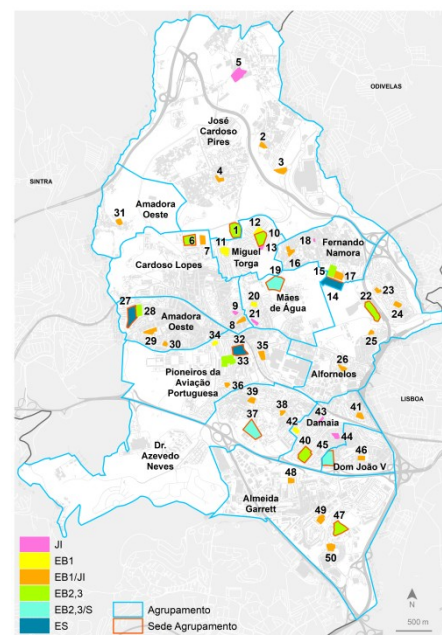 5
ODIVELAS
José
Cardoso
Pires
2
3
4
SINTRA
Amadora
Oeste
31
12
1
10
18
Fernando
Namora
6
7
11
Miguel
Torga
13
16
Cardoso Lopes
19
15
17
Mães
de Água
14
22
23
24
25
27
28
Amadora
Oeste
9
20
8
21
29
30
34
32
33
35
Pioneiros da
Aviação
Portuguesa
26
Alfornelos
36
LISBOA
39
38
37
42
43
Damaia
41
44
40
45
46
Dom João V
Dr.
Azevedo
Neves
48
Almeida
Garrett
49
47
50
JI
EB1
EB1/JI
EB2,3
EB2,3/S
ES
Agrupamento
Sede Agrupamento
N
500 m